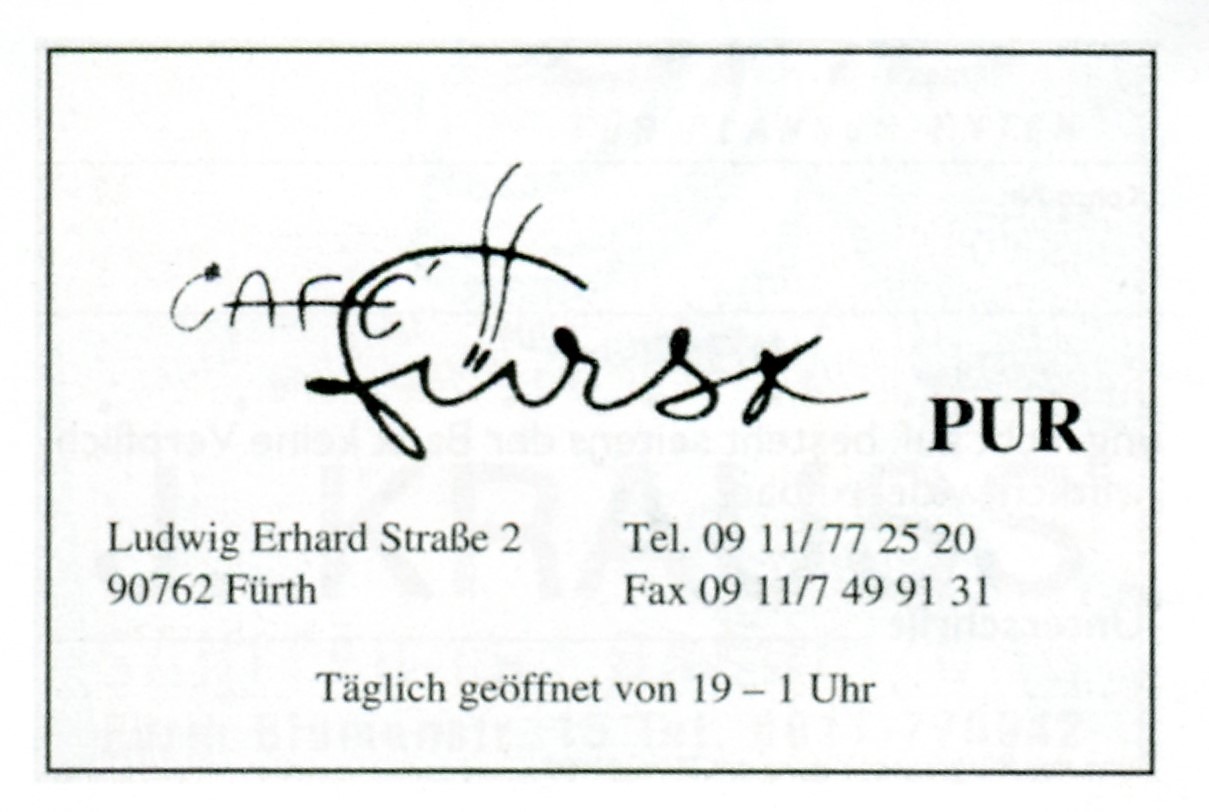 CAFÉ
Fürst PUR
Ludwig Erhard Straße 2
90762 Fürth
Tel. 09 11/77 25 20
Fax 09 11/7 49 91 31
Täglich geöffnet von 19 – 1 Uhr